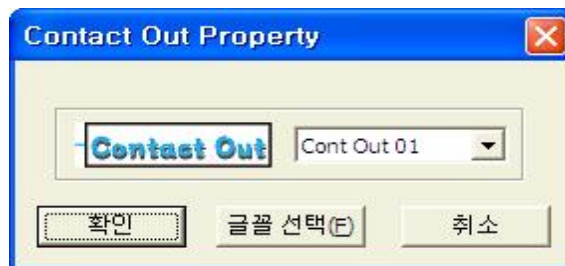 Contact Out Property
Contact Out Cont Out 01
확인 글꼴 선택(F) 취소